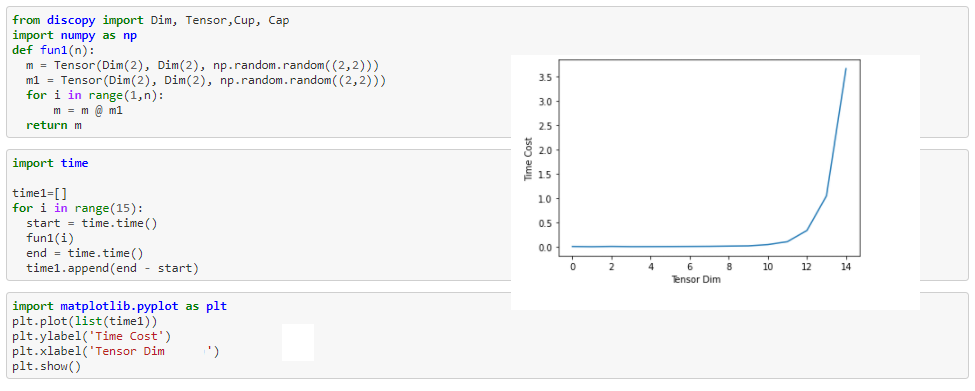 from discopy import Dim, Tensor,Cup, Cap
import numpy as np
def fun1(n):
  m = Tensor(Dim(2), Dim(2), np.random.random((2,2)))
  m1 = Tensor(Dim(2), Dim(2), np.random.random((2,2)))
  for i in range(1,n):
      m = m @ m1
  return m
import time
time1=[]
for i in range(15):
  start = time.time()
  fun1(i)
  end = time.time()
  time1.append(end - start)
import matplotlib.pyplot as plt
plt.plot(list(time1))
plt.ylabel('Time Cost')
plt.xlabel('Tensor Dim      ')
plt.show()
Time Cost
3.5
3.0
2.5
2.0
1.5
1.0
0.5
0.0
0 2 4 6 8 10 12 14
Tensor Dim